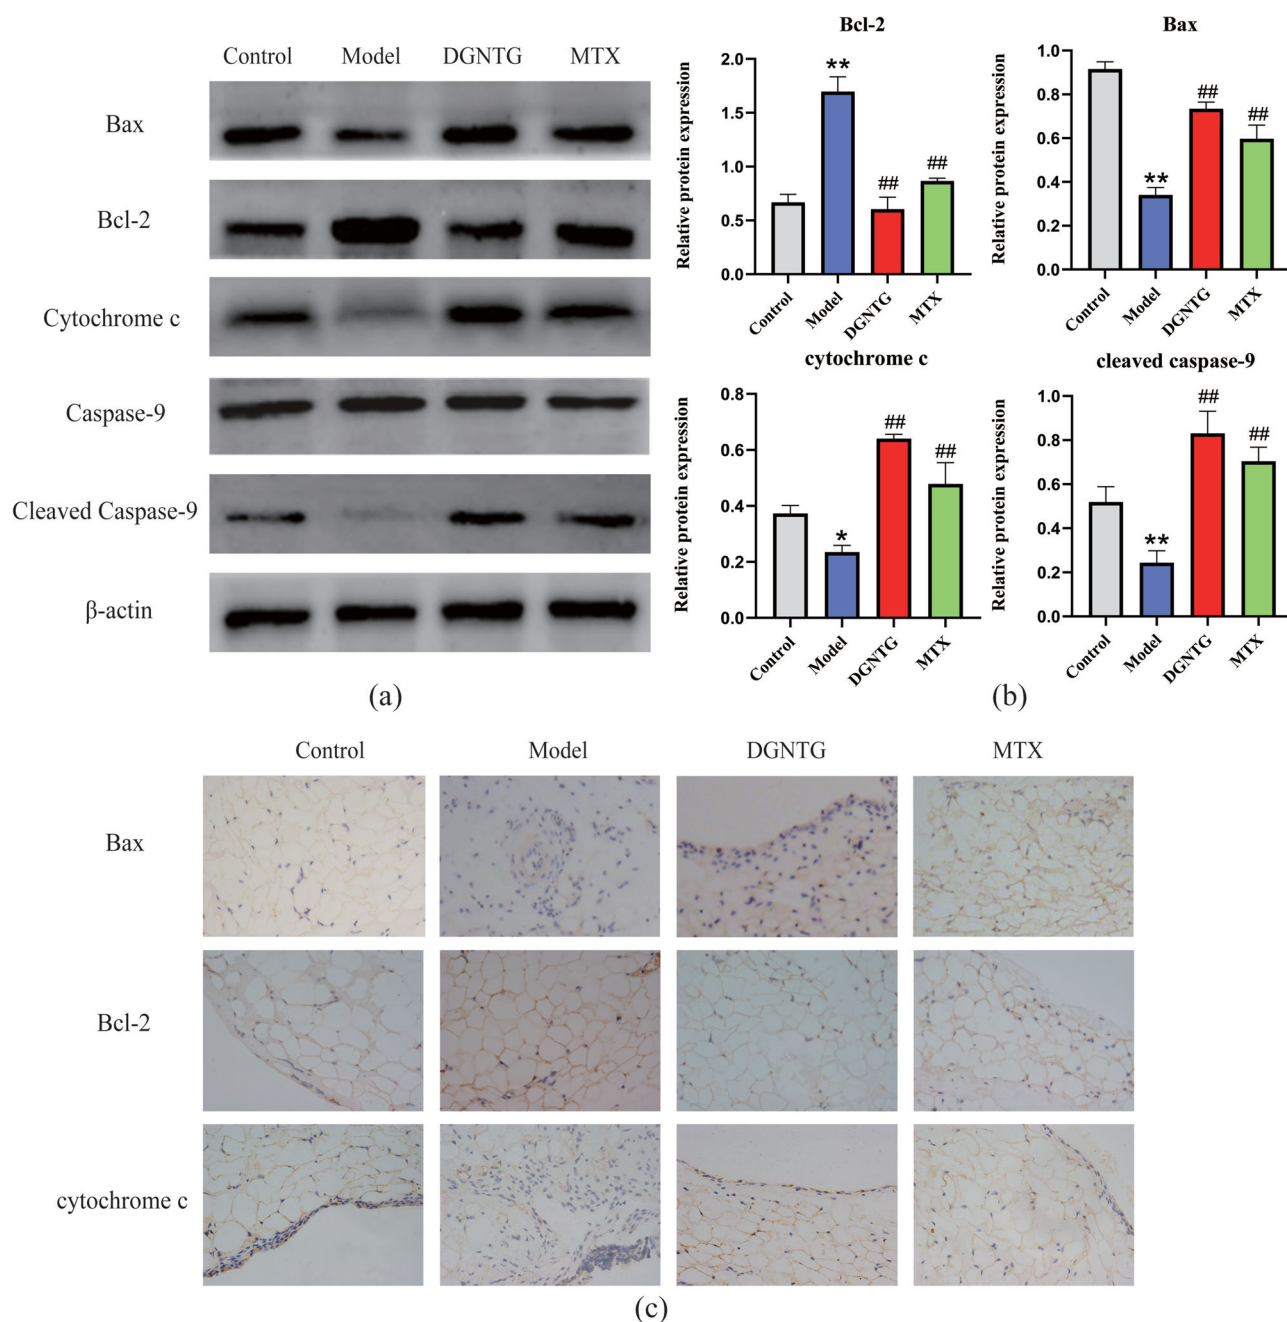 Control Model DGNTG MTX
Bax
Bcl-2
Cytochrome c
Caspase-9
Cleaved Caspase-9
β-actin
(a)
Bcl-2
Relative protein expression
2.0
1.5
1.0
0.5
0.0
**
##
##
Control Model DGNTG MTX
Bax
Relative protein expression
1.0
0.8
0.6
0.4
0.2
0.0
**
##
##
Control Model DGNTG MTX
cytochrome c
Relative protein expression
0.8
0.6
0.4
0.2
0.0
*
##
##
Control Model DGNTG MTX
cleaved caspase-9
Relative protein expression
1.0
0.8
0.6
0.4
0.2
0.0
**
##
##
Control Model DGNTG MTX
(b)
Control Model DGNTG MTX
Bax
Bcl-2
cytochrome c
(c)